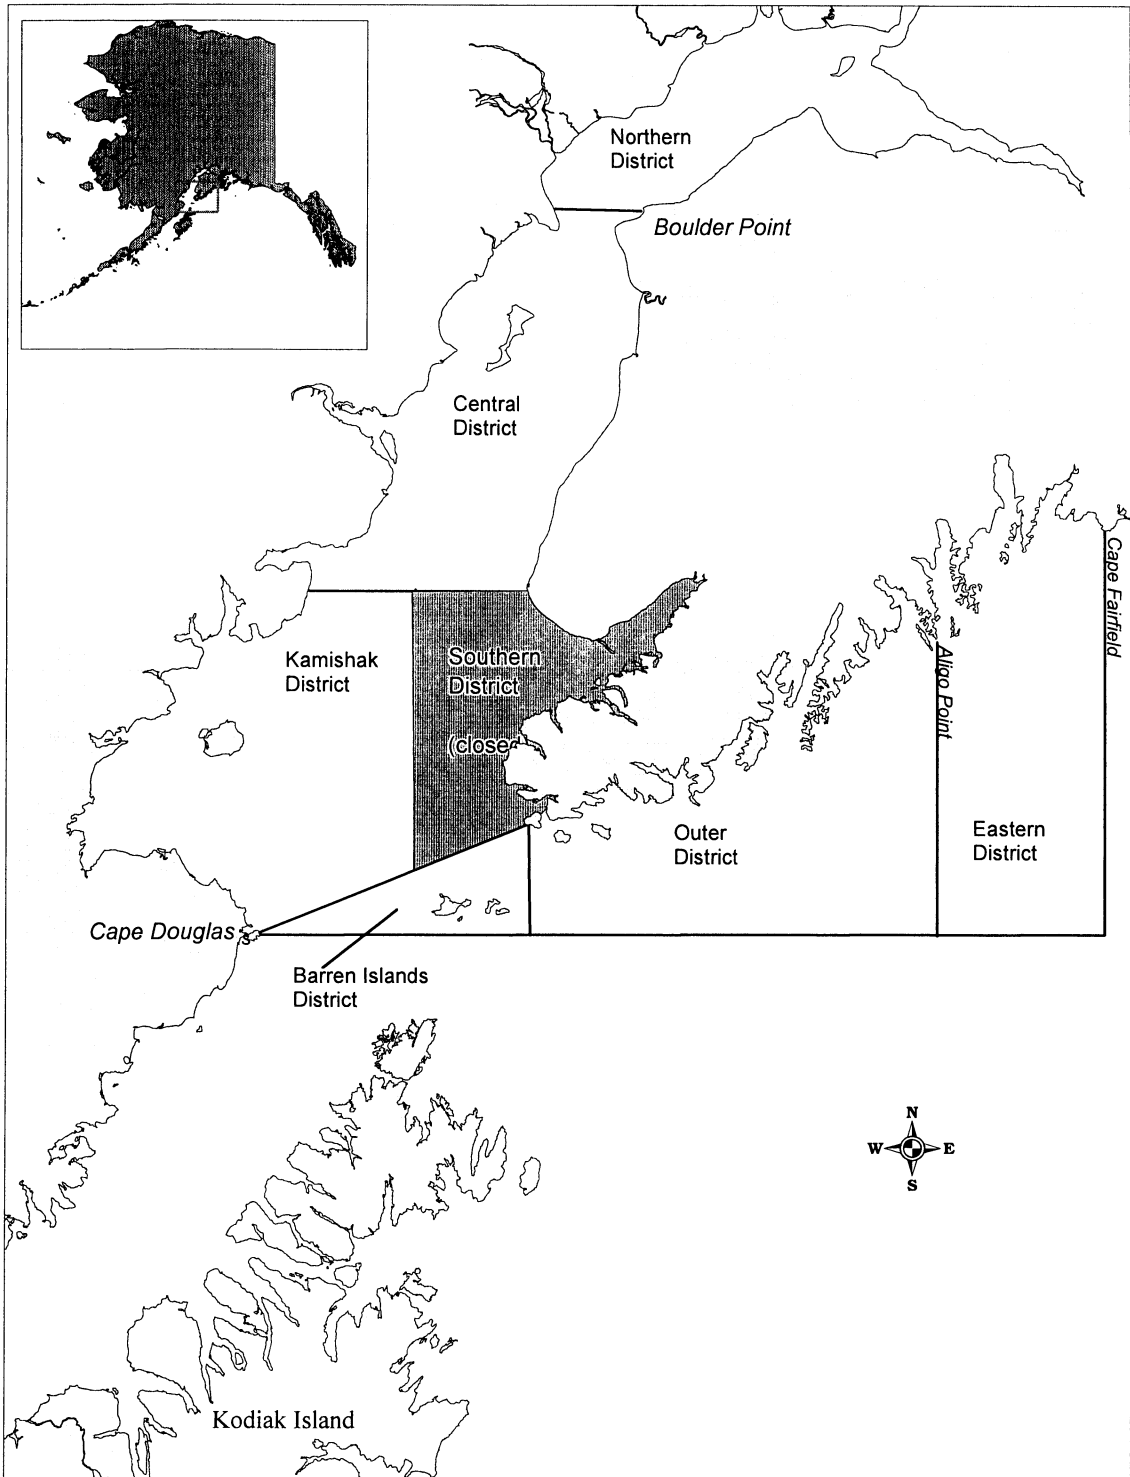 Northern
District
Boulder Point
Central
District
Cape Fairfield
Kamishak
District
Southern
District
(closed
Aligo Point
Outer
District
Eastern
District
Cape Douglas
Barren Islands
District
N
W E
S
Kodiak Island